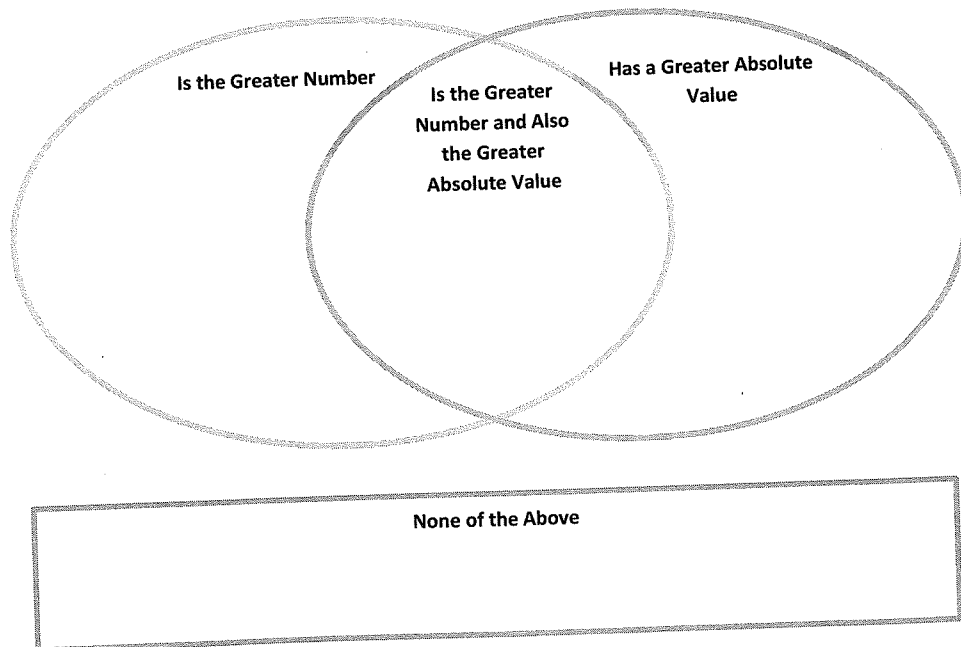 Is the Greater Number
Is the Greater
Number and Also
the Greater
Absolute Value
Has a Greater Absolute
Value
None of the Above